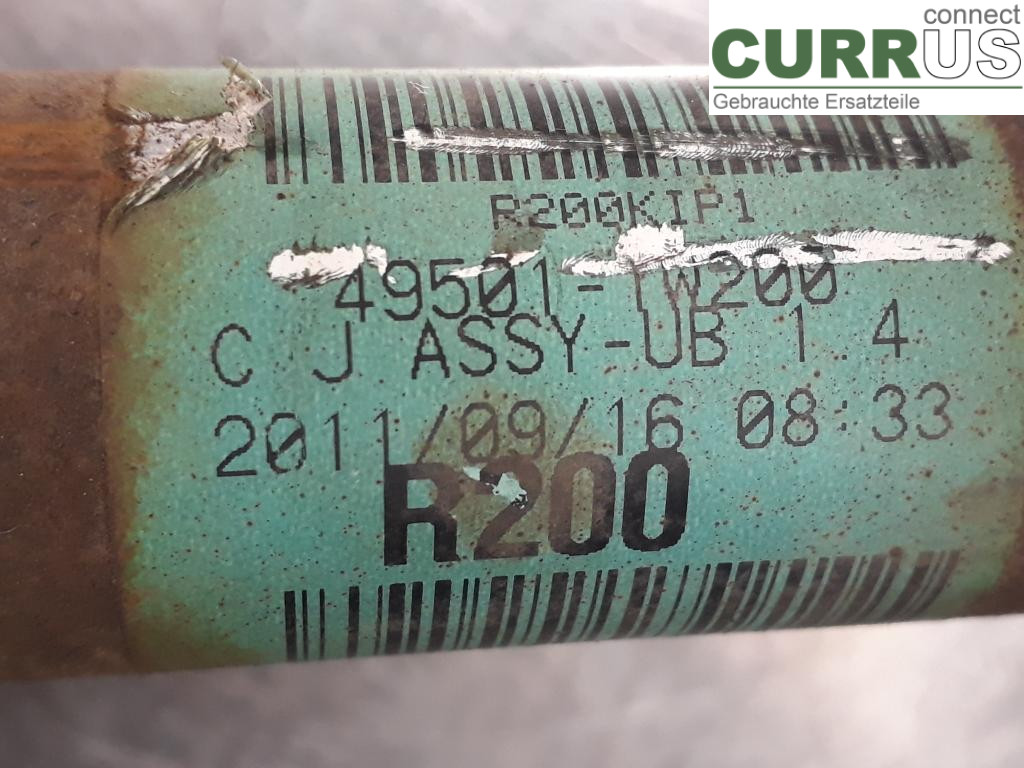 connect
CURRUS
Gebrauchte Ersatzteile
R200KIP1
49501-1W200
C J ASSY-UB 1.4
2011/09/16 08:33
R200